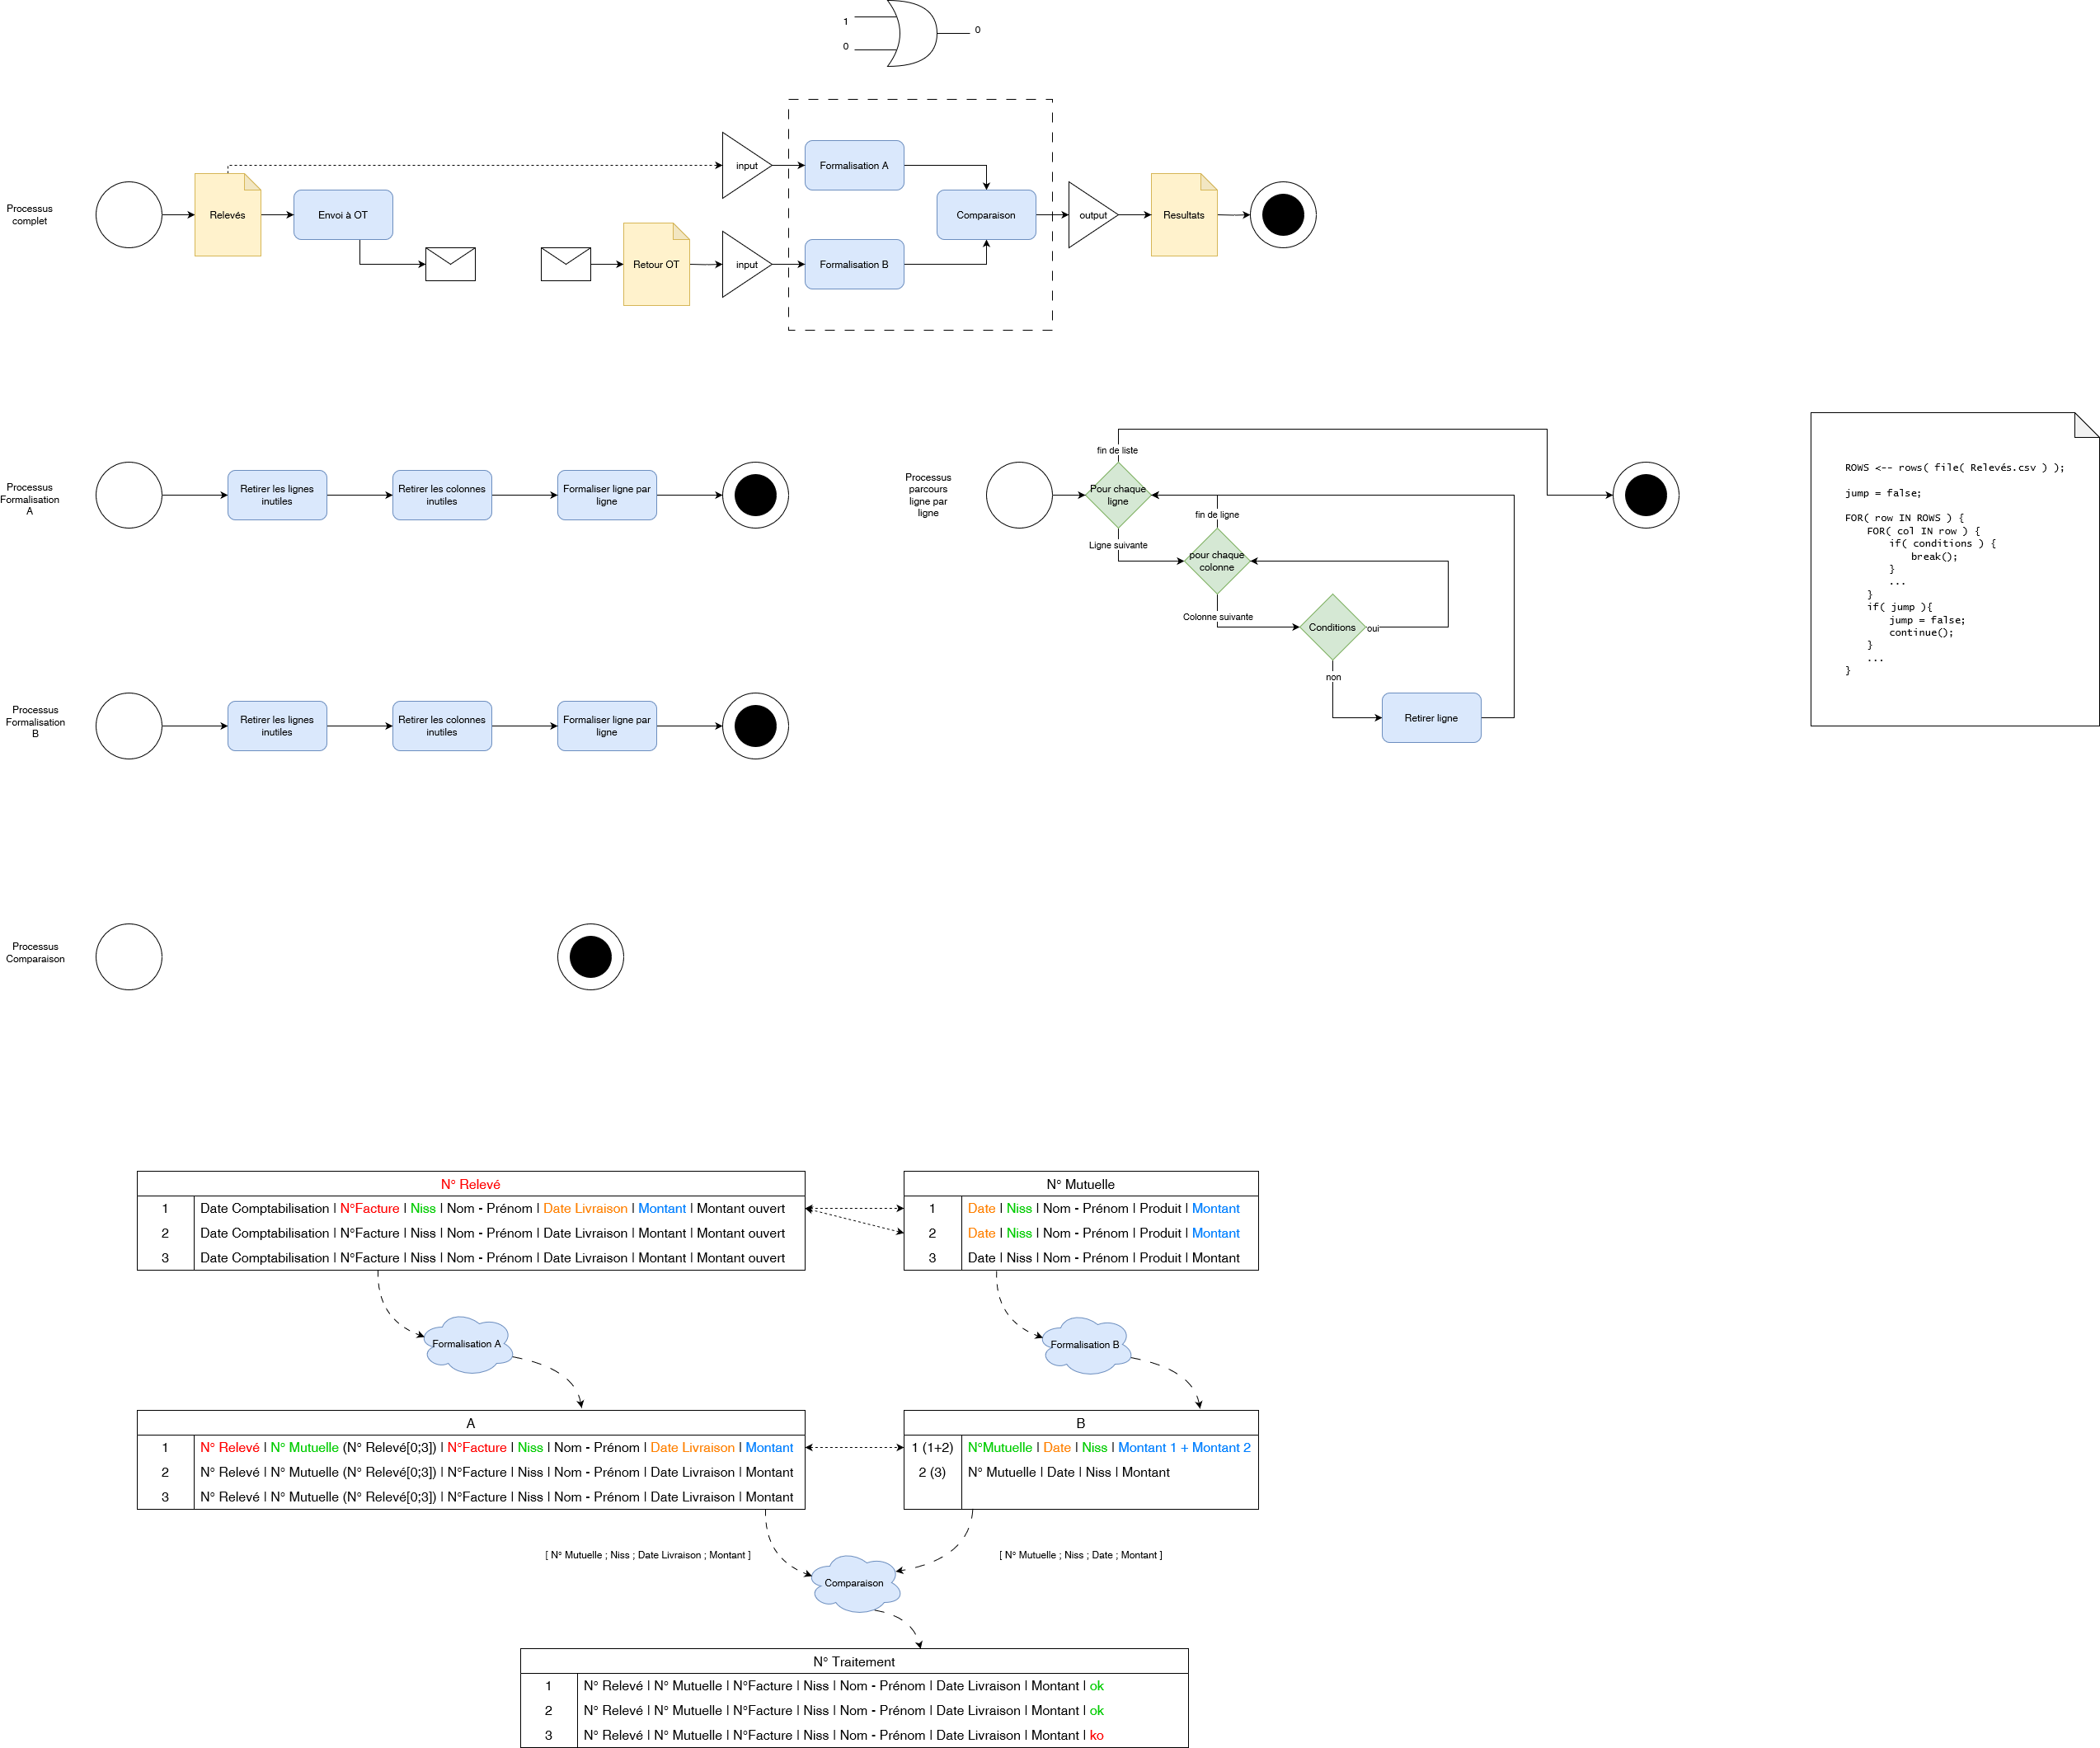 1
0
0
Processus
complet
Relevés
Envoi à OT
Retour OT
input
input
Formalisation A
Formalisation B
Comparaison
output
Resultats
Processus
Formalisation
A
Retirer les lignes
inutiles
Retirer les colonnes
inutiles
Formaliser ligne par
ligne
Processus
parcours
ligne par
ligne
fin de liste
Pour chaque
ligne
Ligne suivante
fin de ligne
pour chaque
colonne
Colonne suivante
Conditions
oui
non
Retirer ligne
ROWS <-- rows( file( Relevés.csv ) );
jump = false;
FOR( row IN ROWS ) {
FOR( col IN row ) {
if( conditions ) {
break();
}
...
}
if( jump ){
jump = false;
continue();
}
...
}
Processus
Formalisation
B
Retirer les lignes
inutiles
Retirer les colonnes
inutiles
Formaliser ligne par
ligne
Processus
Comparaison
N° Relevé
1 Date Comptabilisation | N°Facture | Niss | Nom - Prénom | Date Livraison | Montant | Montant ouvert
2 Date Comptabilisation | N°Facture | Niss | Nom - Prénom | Date Livraison | Montant | Montant ouvert
3 Date Comptabilisation | N°Facture | Niss | Nom - Prénom | Date Livraison | Montant | Montant ouvert
N° Mutuelle
1 Date | Niss | Nom - Prénom | Produit | Montant
2 Date | Niss | Nom - Prénom | Produit | Montant
3 Date | Niss | Nom - Prénom | Produit | Montant
Formalisation A
Formalisation B
A
1 N° Relevé | N° Mutuelle (N° Relevé[0;3]) | N°Facture | Niss | Nom - Prénom | Date Livraison | Montant
2 N° Relevé | N° Mutuelle (N° Relevé[0;3]) | N°Facture | Niss | Nom - Prénom | Date Livraison | Montant
3 N° Relevé | N° Mutuelle (N° Relevé[0;3]) | N°Facture | Niss | Nom - Prénom | Date Livraison | Montant
B
1 (1+2) N°Mutuelle | Date | Niss | Montant 1 + Montant 2
2 (3) N° Mutuelle | Date | Niss | Montant
[ N° Mutuelle ; Niss ; Date Livraison ; Montant ]
[ N° Mutuelle ; Niss ; Date ; Montant ]
Comparaison
N° Traitement
1 N° Relevé | N° Mutuelle | N°Facture | Niss | Nom - Prénom | Date Livraison | Montant | ok
2 N° Relevé | N° Mutuelle | N°Facture | Niss | Nom - Prénom | Date Livraison | Montant | ok
3 N° Relevé | N° Mutuelle | N°Facture | Niss | Nom - Prénom | Date Livraison | Montant | ko